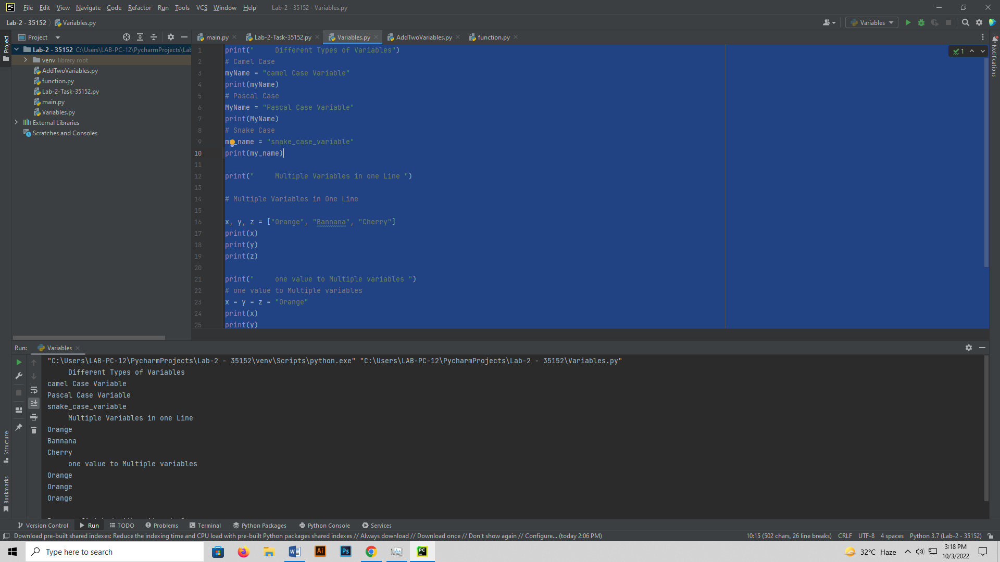 File Edit View Navigate Code Refactor Run Tools VCS Window Help Lab-2 - 35152 - Variables.py
Lab-2 - 35152 Variables.py Variables
Project main.py Lab-2-Task-35152.py Variables.py AddTwoVariables.py function.py
Project
Notifications
Lab-2 - 35152 C:\Users\LAB-PC-12\PycharmProjects\Lab
venv library root
AddTwoVariables.py
function.py
Lab-2-Task-35152.py
main.py
Variables.py
External Libraries
Scratches and Consoles
1
1 print("     Different Types of Variables")
2 # Camel Case
3 myName = "camel Case Variable"
4 print(myName)
5 # Pascal Case
6 MyName = "Pascal Case Variable"
7 print(MyName)
8 # Snake Case
9 my_name = "snake_case_variable"
10 print(my_name)
11
12 print("     Multiple Variables in one Line ")
13
14 # Multiple Variables in One Line
15
16 x, y, z = ["Orange", "Bannana", "Cherry"]
17 print(x)
18 print(y)
19 print(z)
20
21 print("     one value to Multiple variables ")
22 # one value to Multiple variables
23 x = y = z = "Orange"
24 print(x)
25 print(y)
Run: Variables
"C:\Users\LAB-PC-12\PycharmProjects\Lab-2 - 35152\venv\Scripts\python.exe" "C:\Users\LAB-PC-12\PycharmProjects\Lab-2 - 35152\Variables.py"
     Different Types of Variables
camel Case Variable
Pascal Case Variable
snake_case_variable
     Multiple Variables in one Line
Orange
Bannana
Cherry
     one value to Multiple variables
Orange
Orange
Orange
Structure
Bookmarks
Version Control Run TODO Problems Terminal Python Packages Python Console Services
Download pre-built shared indexes: Reduce the indexing time and CPU load with pre-built Python packages shared indexes // Always download // Download once // Don't show again // Configure... (today 2:06 PM) 10:15 (502 chars, 26 line breaks) CRLF UTF-8 4 spaces Python 3.7 (Lab-2 - 35152)
Type here to search 32°C Haze 3:18 PM
10/3/2022